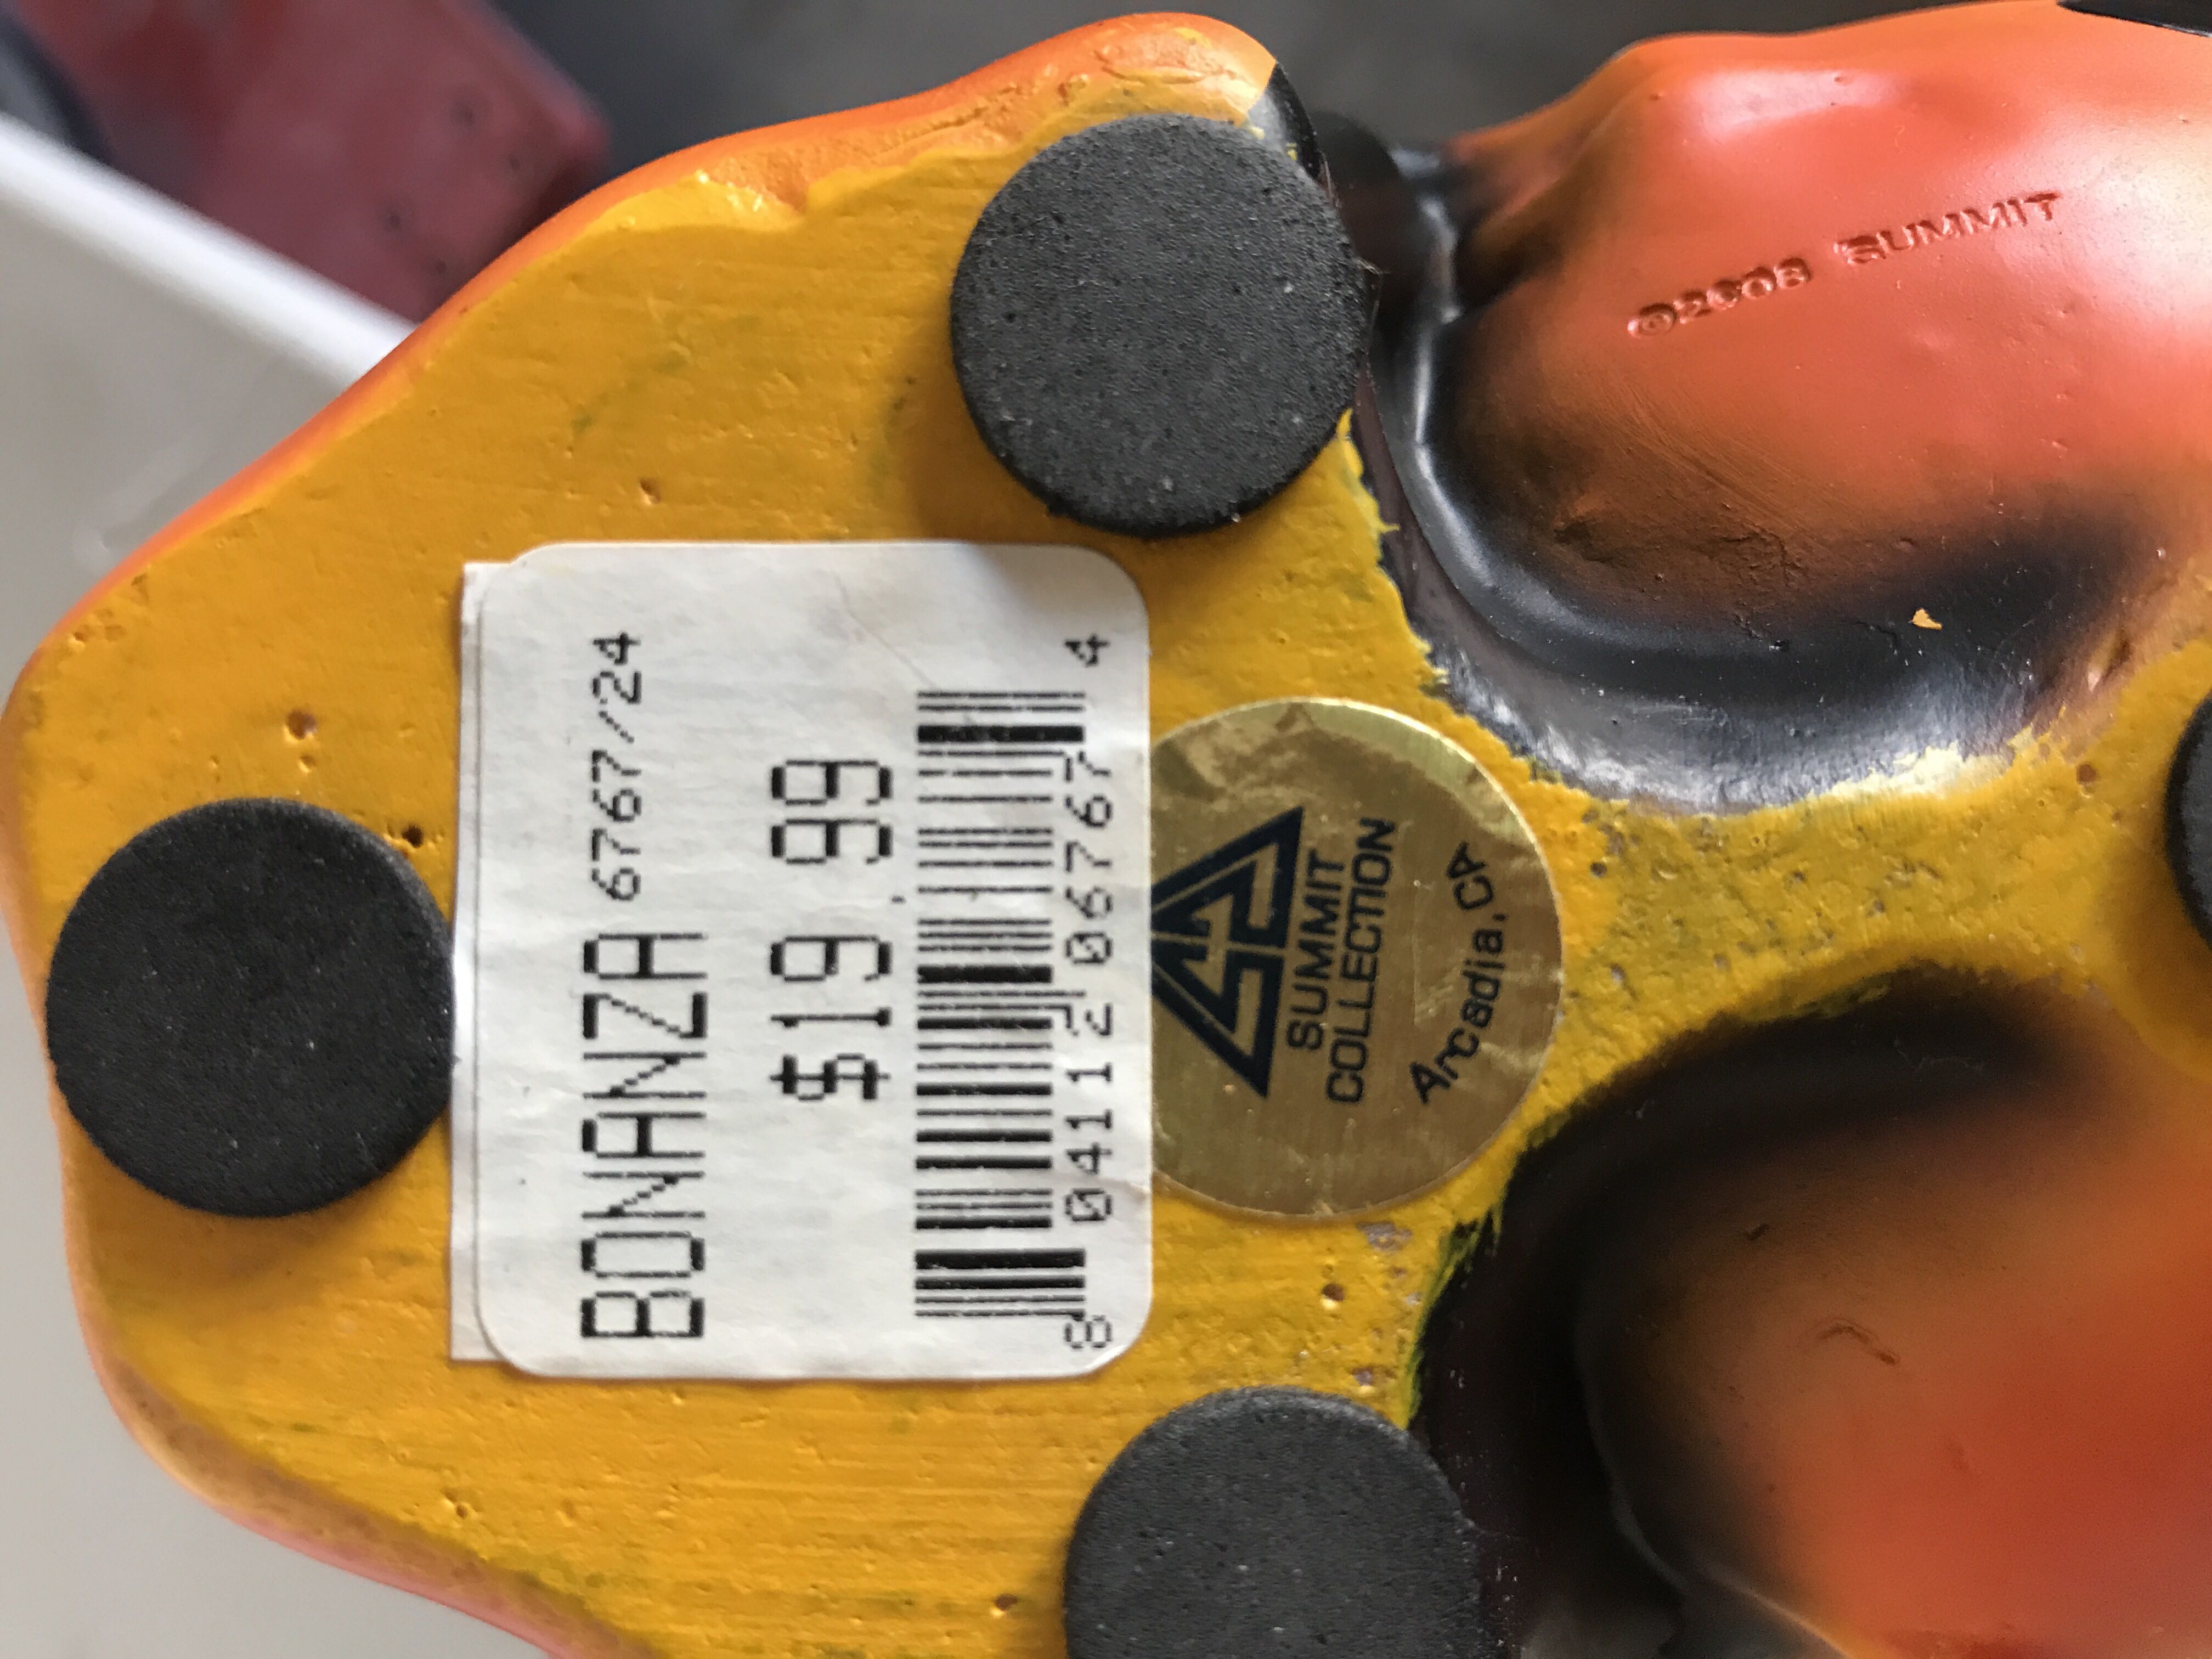 BONANZA 6767/24
$19.99
8 04112 06767 4
SUMMIT
COLLECTION
Arcadia, CA
©2008 SUMMIT